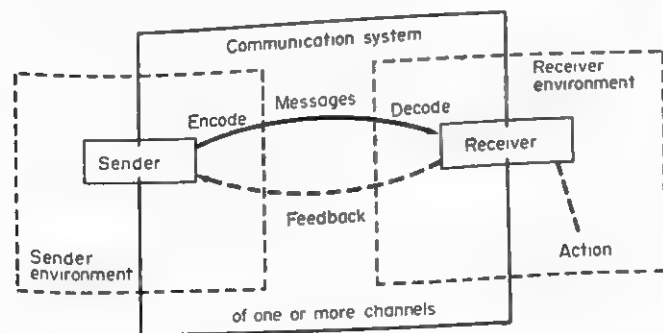 Communication system
Receiver
environment
Encode
Messages
Decode
Sender
Receiver
Feedback
Sender
environment
Action
of one or more channels